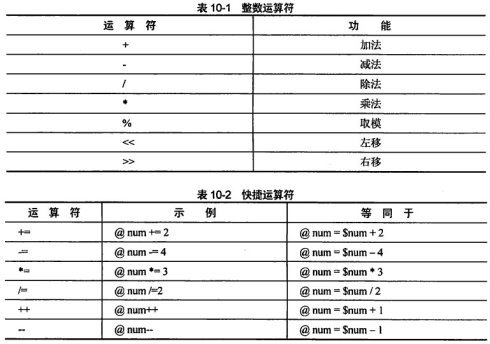 表 10-1 整数运算符
运 算 符 功 能
+ 加法
- 减法
/ 除法
* 乘法
% 取模
<< 左移
>> 右移
表 10-2 快捷运算符
运 算 符 示 例 等 同 于
+= @ num += 2 @ num = $num + 2
-= @ num -= 4 @ num = $num – 4
*= @ num *= 3 @ num = $num * 3
/= @ num /=2 @ num = $num / 2
++ @ num++ @ num = $num + 1
-- @ num-- @ num = $num – 1